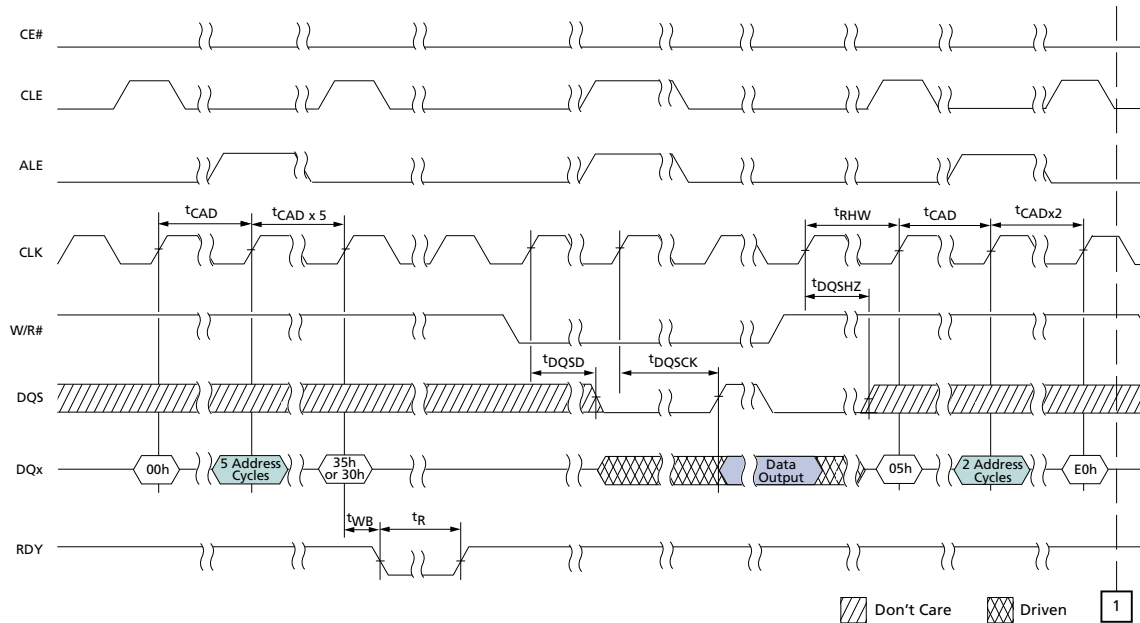 CE#
CLE
ALE
tCAD
tCAD x 5
tRHW
tCAD
tCADx2
CLK
tDQSHZ
W/R#
tDQSD
tDQSCK
DQS
DQx
00h
5 Address
Cycles
35h
or 30h
Data
Output
05h
2 Address
Cycles
E0h
tWB
tR
RDY
Don't Care
Driven
1